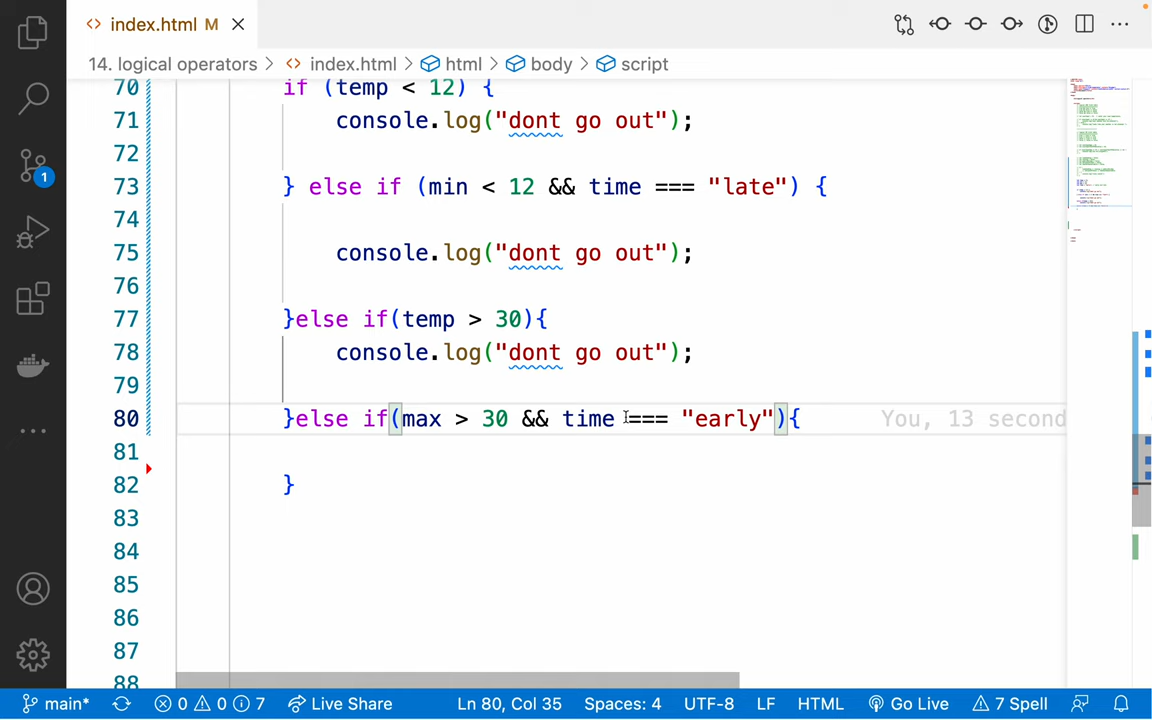 index.html M
14. logical operators > index.html > html > body > script
70 if (temp < 12) {
71 console.log("dont go out");
72
73 } else if (min < 12 && time === "late") {
74
75 console.log("dont go out");
76
77 }else if(temp > 30){
78 console.log("dont go out");
79
80 }else if(max > 30 && time === "early"){ You, 13 second
81
1
82 }
83
84
85
86
87
88
main* 0 0 7 Live Share Ln 80, Col 35 Spaces: 4 UTF-8 LF HTML Go Live 7 Spell